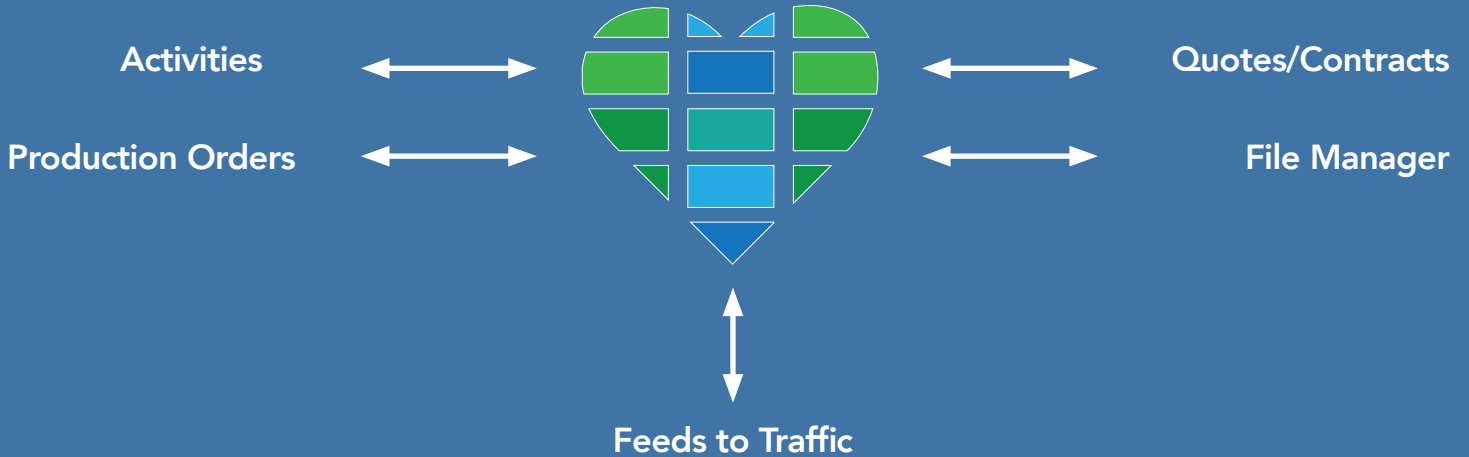 Activities
Quotes/Contracts
Production Orders
File Manager
Feeds to Traffic